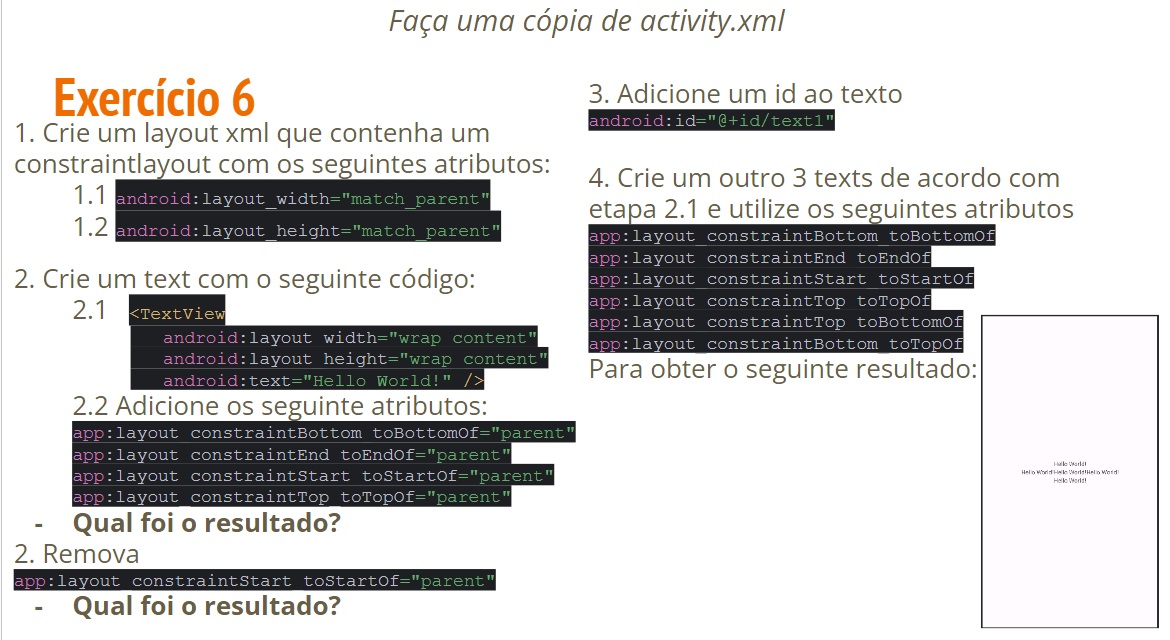 Faça uma cópia de activity.xml
Exercício 6
1. Crie um layout xml que contenha um
constraintlayout com os seguintes atributos:
1.1 android:layout_width="match_parent"
1.2 android:layout_height="match_parent"
2. Crie um text com o seguinte código:
2.1 <TextView
android:layout_width="wrap_content"
android:layout_height="wrap_content"
android:text="Hello World!" />
2.2 Adicione os seguinte atributos:
app:layout_constraintBottom_toBottomOf="parent"
app:layout_constraintEnd_toEndOf="parent"
app:layout_constraintStart_toStartOf="parent"
app:layout_constraintTop_toTopOf="parent"
- Qual foi o resultado?
2. Remova
app:layout_constraintStart_toStartOf="parent"
- Qual foi o resultado?
3. Adicione um id ao texto
android:id="@+id/text1"
4. Crie um outro 3 texts de acordo com
etapa 2.1 e utilize os seguintes atributos
app:layout_constraintBottom_toBottomOf
app:layout_constraintEnd_toEndOf
app:layout_constraintStart_toStartOf
app:layout_constraintTop_toTopOf
app:layout_constraintTop_toBottomOf
app:layout_constraintBottom_toTopOf
Para obter o seguinte resultado:
Hello World!
Hello World!Hello World!Hello World!
Hello World!